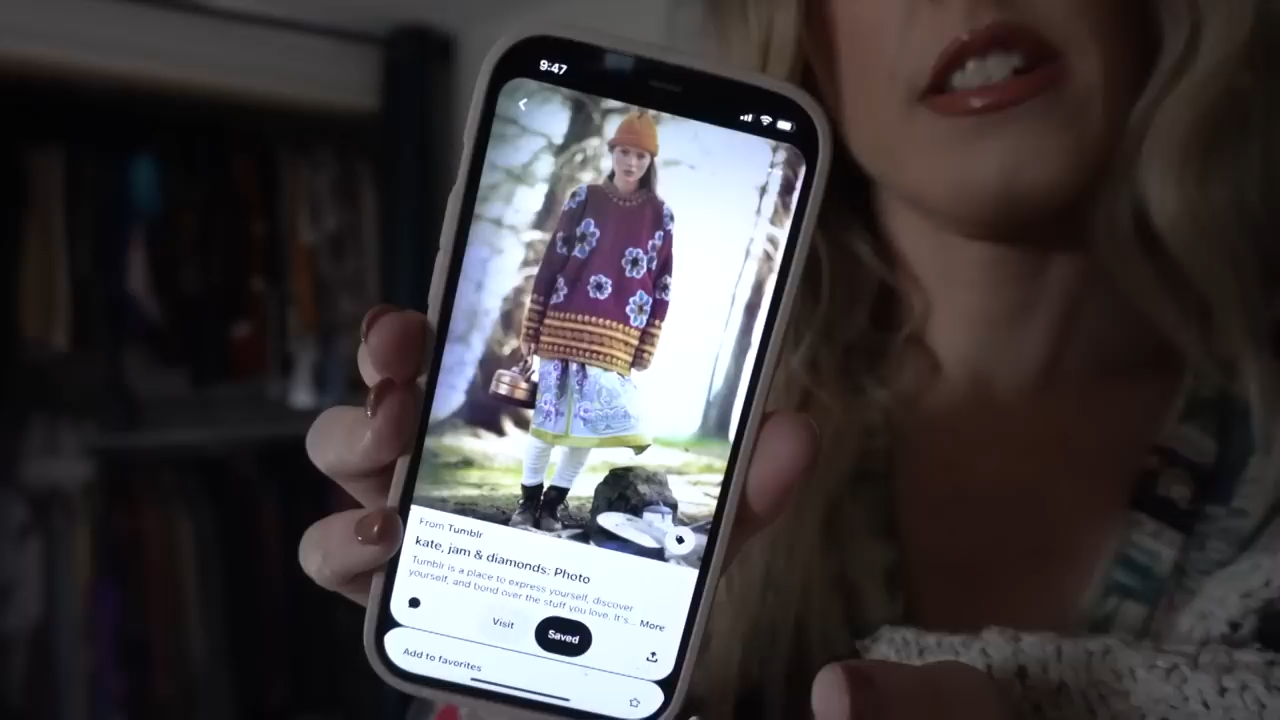 9:47
From Tumblr
kate, jam & diamonds: Photo
Tumblr is a place to express yourself, discover
yourself, and bond over the stuff you love. It's... More
Visit
Saved
Add to favorites